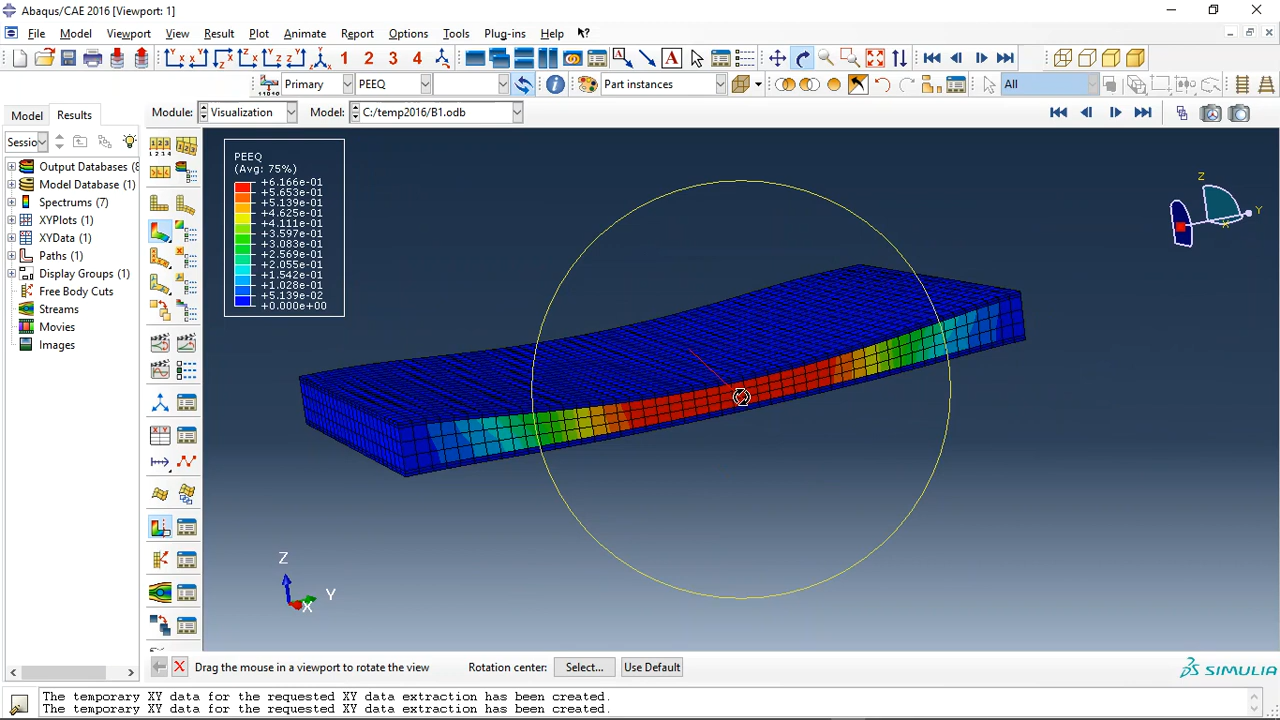 Abaqus/CAE 2016 [Viewport: 1]
File Model Viewport View Result Plot Animate Report Options Tools Plug-ins Help
1 2 3 4 A
Primary PEEQ Part instances All
Model Results Module: Visualization Model: C:/temp2016/B1.odb
Sessio
Output Databases (8
Model Database (1)
Spectrums (7)
XYPlots (1)
XYData (1)
Paths (1)
Display Groups (1)
Free Body Cuts
Streams
Movies
Images
PEEQ
(Avg: 75%)
+6.166e-01
+5.653e-01
+5.139e-01
+4.625e-01
+4.111e-01
+3.597e-01
+3.083e-01
+2.569e-01
+2.055e-01
+1.542e-01
+1.028e-01
+5.139e-02
+0.000e+00
Z
Y
X
Z
Y
X
Drag the mouse in a viewport to rotate the view Rotation center: Select... Use Default
SIMULIA
The temporary XY data for the requested XY data extraction has been created.
The temporary XY data for the requested XY data extraction has been created.